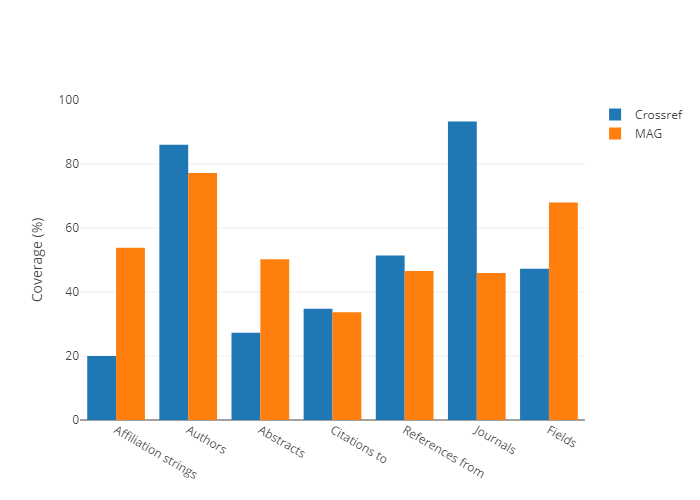 100
80
60
40
20
0
Coverage (%)
Affiliation strings
Authors
Abstracts
Citations to
References from
Journals
Fields
Crossref
MAG